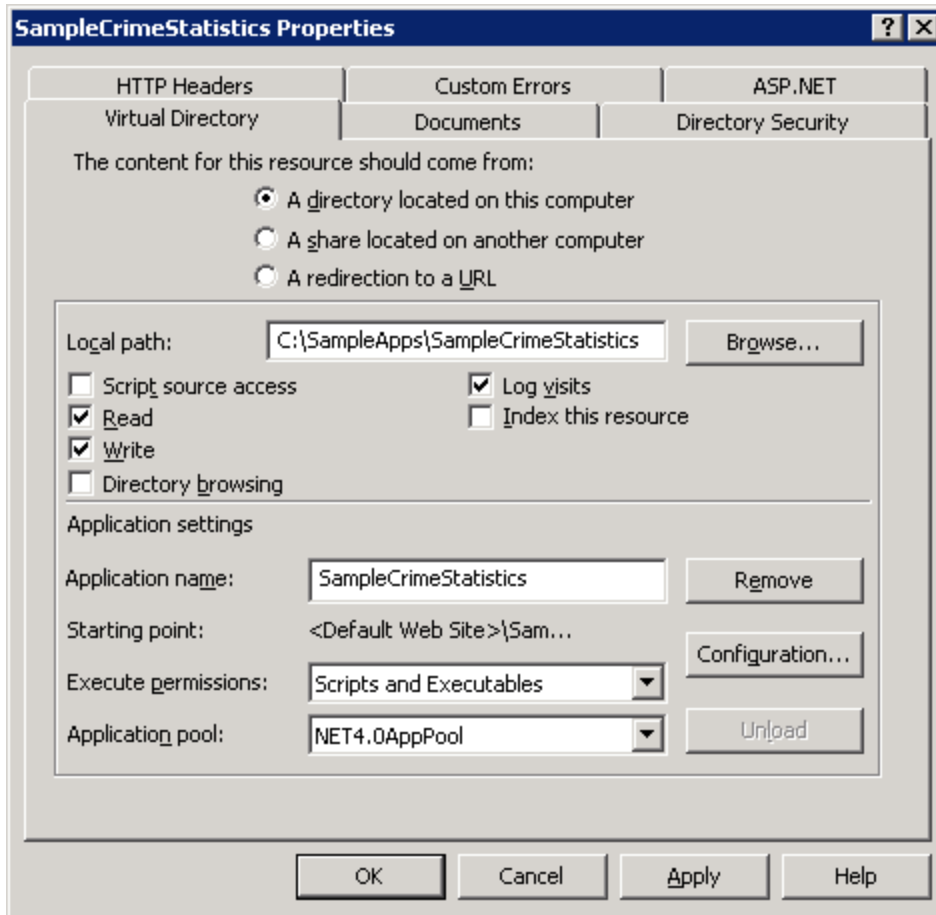 SampleCrimeStatistics Properties
HTTP Headers Custom Errors ASP.NET
Virtual Directory Documents Directory Security
The content for this resource should come from:
A directory located on this computer
A share located on another computer
A redirection to a URL
Local path: C:\SampleApps\SampleCrimeStatistics Browse...
Script source access Log visits
Read Index this resource
Write
Directory browsing
Application settings
Application name: SampleCrimeStatistics Remove
Starting point: <Default Web Site>\Sam...
Configuration...
Execute permissions: Scripts and Executables
Application pool: NET4.0AppPool Unload
OK Cancel Apply Help